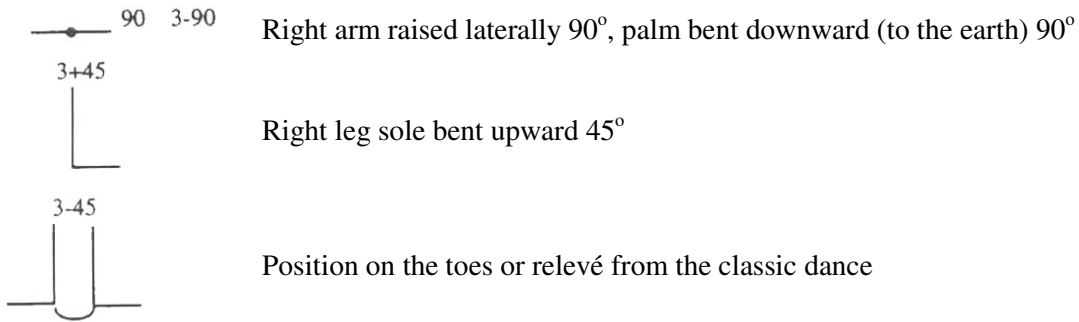 90 3-90 Right arm raised laterally 90°, palm bent downward (to the earth) 90°
3+45
Right leg sole bent upward 45°
3-45
Position on the toes or relevé from the classic dance